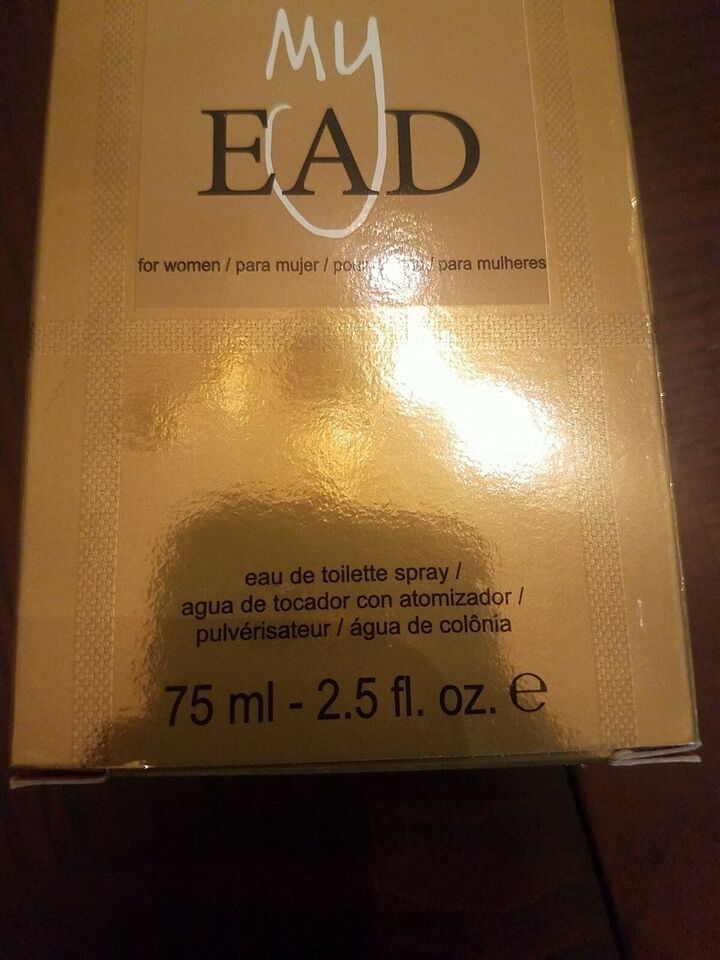 MY
EAD
for women / para mujer / pour / para mulheres
eau de toilette spray /
agua de tocador con atomizador /
pulvérisateur / água de colônia
75 ml - 2.5 fl. oz. ℮